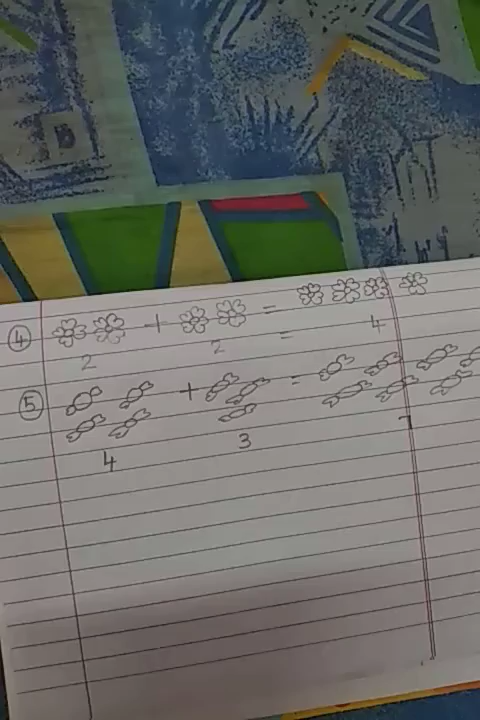 ④ + =
2 2 = 4
⑤ + =
4 3 7